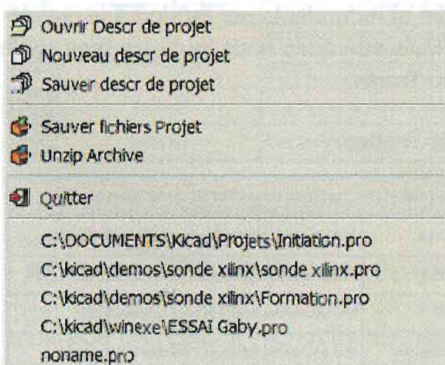 Ouvrir Descr de projet
Nouveau descr de projet
Sauver descr de projet
Sauver fichiers Projet
Unzip Archive
Quitter
C:\DOCUMENTS\Kicad\Projets\Initiation.pro
C:\kicad\demos\sonde xilinx\sonde xilinx.pro
C:\kicad\demos\sonde xilinx\Formation.pro
C:\kicad\winexe\ESSAI Gaby.pro
noname.pro